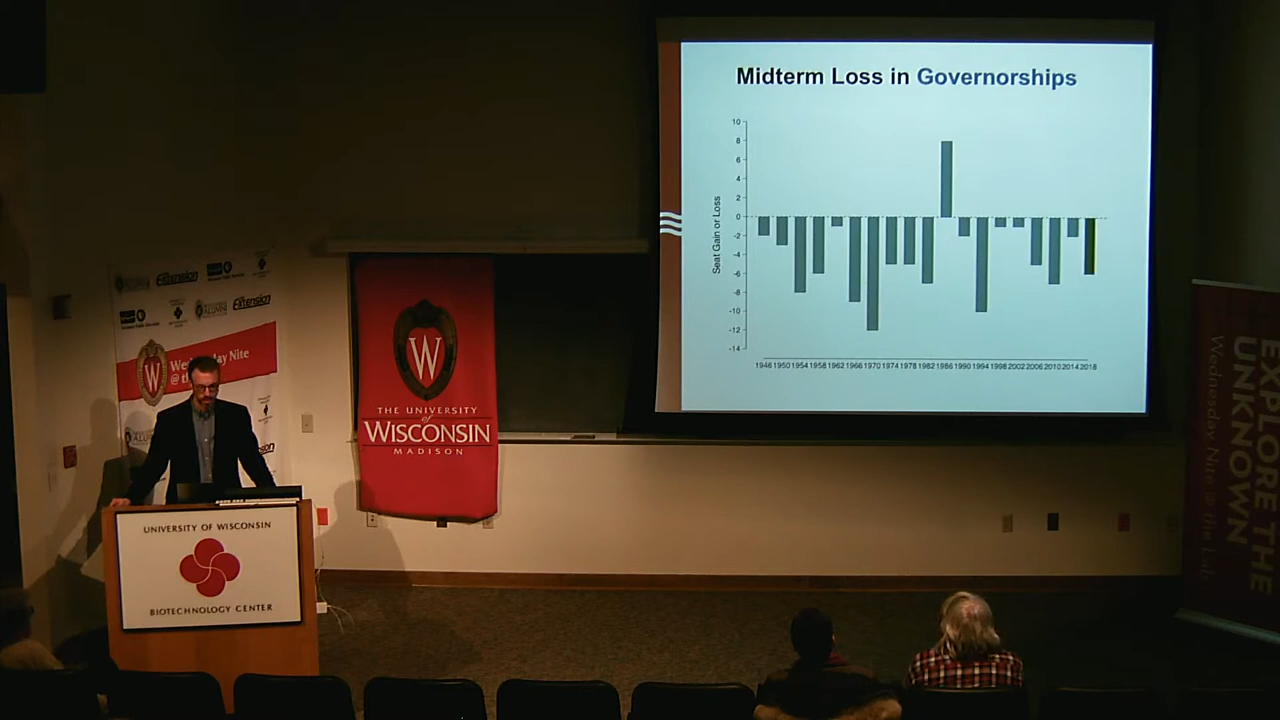 Midterm Loss in Governorships
10
8
6
4
2
0
-2
-4
-6
-8
-10
-12
-14
Seat Gain or Loss
1946 1950 1954 1958 1962 1966 1970 1974 1978 1982 1986 1990 1994 1998 2002 2006 2010 2014 2018
Extension
Extension
Wednesday Nite
@ the
W
W
THE UNIVERSITY
of
WISCONSIN
MADISON
UNIVERSITY OF WISCONSIN
BIOTECHNOLOGY CENTER
EXPLORE THE
UNKNOWN
Wednesday Nite @ the Lab